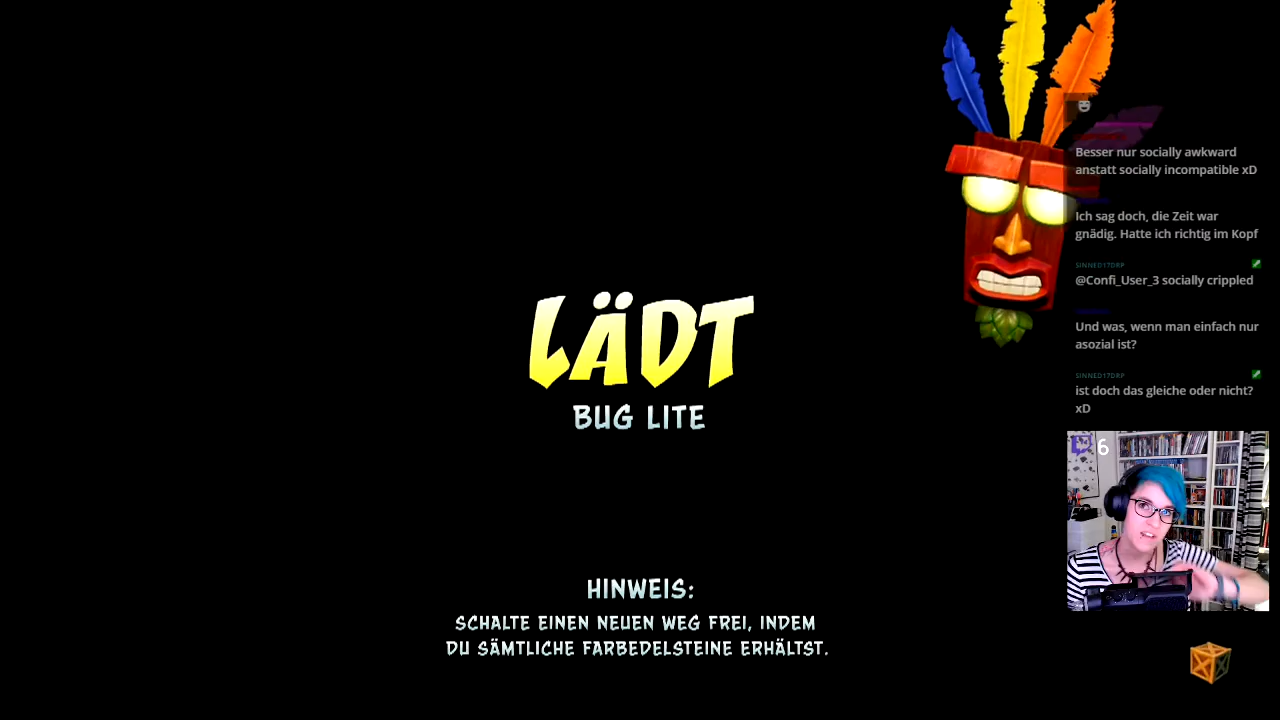 LÄDT
BUG LITE
HINWEIS:
SCHALTE EINEN NEUEN WEG FREI, INDEM
DU SÄMTLICHE FARBEDELSTEINE ERHÄLTST.
Besser nur socially awkward
anstatt socially incompatible xD
Ich sag doch, die Zeit war
gnädig. Hatte ich richtig im Kopf
SINNED17DRP
@Confi_User_3 socially crippled
Und was, wenn man einfach nur
asozial ist?
SINNED17DRP
ist doch das gleiche oder nicht?
xD
6